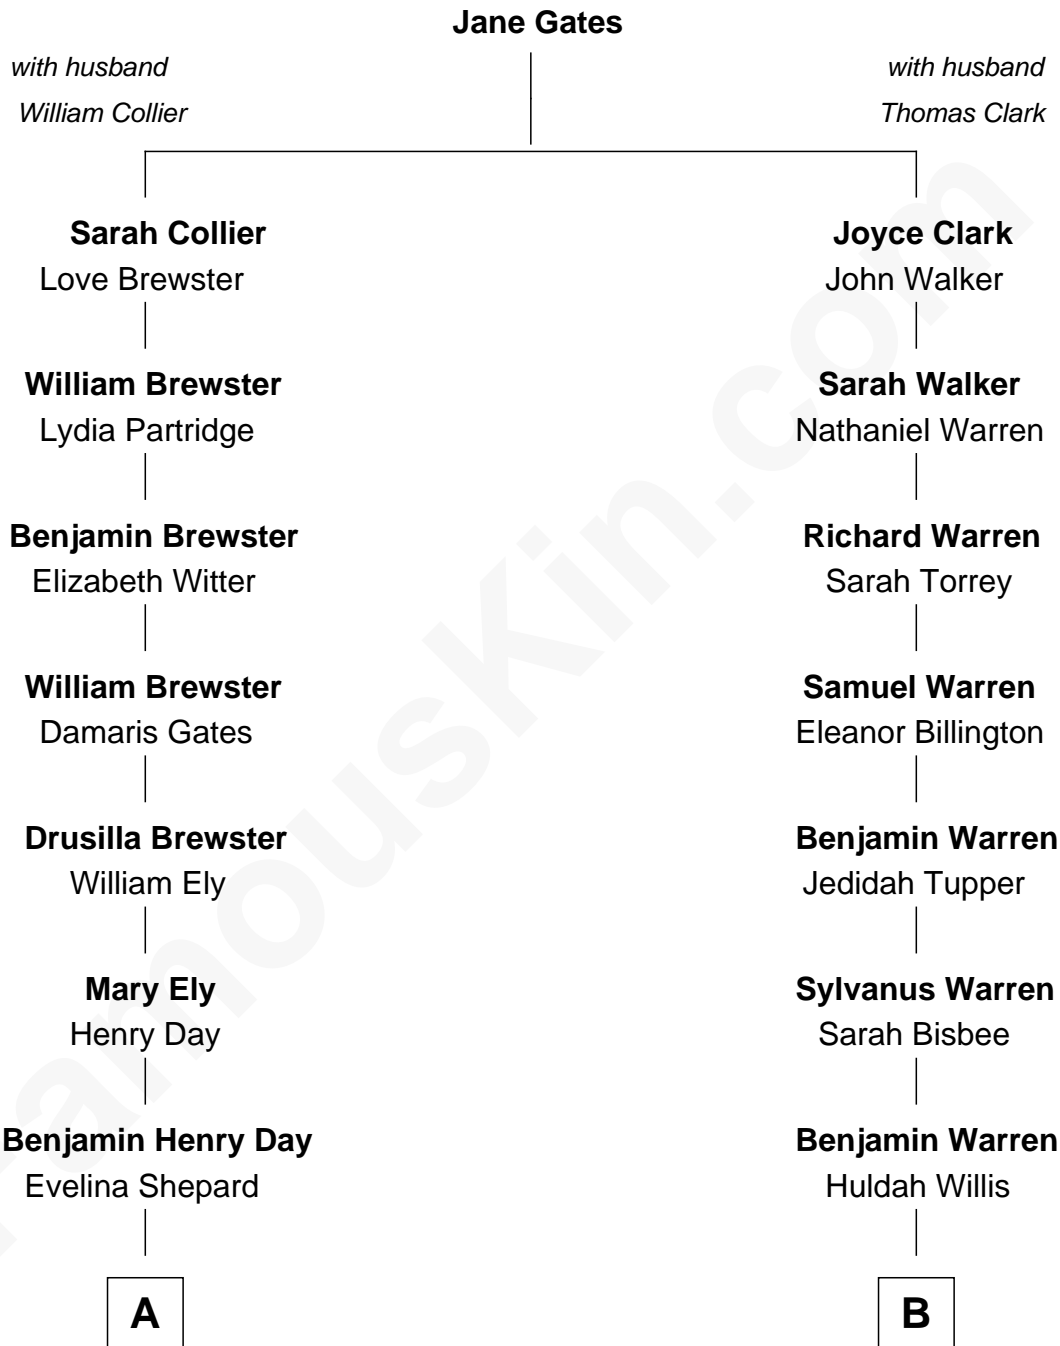 Jane Gates
with husband
William Collier
with husband
Thomas Clark
Sarah Collier
Love Brewster
Joyce Clark
John Walker
William Brewster
Lydia Partridge
Sarah Walker
Nathaniel Warren
Benjamin Brewster
Elizabeth Witter
Richard Warren
Sarah Torrey
William Brewster
Damaris Gates
Samuel Warren
Eleanor Billington
Drusilla Brewster
William Ely
Benjamin Warren
Jedidah Tupper
Mary Ely
Henry Day
Sylvanus Warren
Sarah Bisbee
Benjamin Henry Day
Evelina Shepard
Benjamin Warren
Huldah Willis
A
B
FamousKin.com